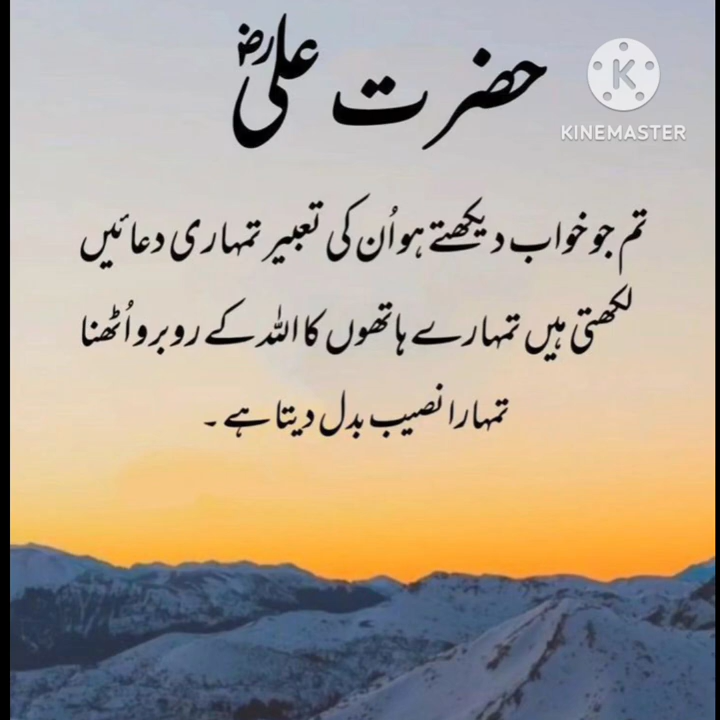 حضرت علیؓ
KINEMASTER
تم جو خواب دیکھتے ہو اُن کی تعبیر تمہاری دعائیں
لکھتی ہیں تمہارے ہاتھوں کا اللہ کے روبرو اُٹھنا
تمہارا نصیب بدل دیتا ہے ۔